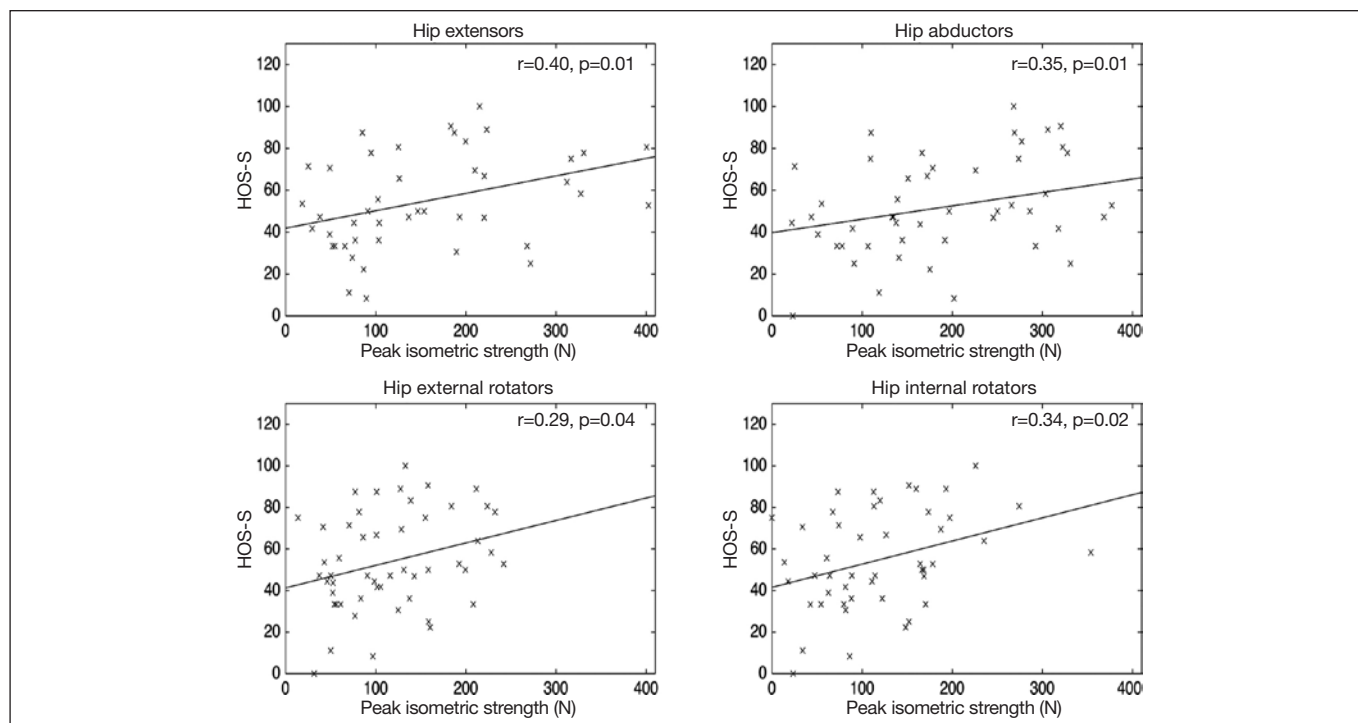 Hip extensors
r=0.40, p=0.01
120
100
80
60
40
20
0
HOS-S
0 100 200 300 400
Peak isometric strength (N)
Hip abductors
r=0.35, p=0.01
120
100
80
60
40
20
0
HOS-S
0 100 200 300 400
Peak isometric strength (N)
Hip external rotators
r=0.29, p=0.04
120
100
80
60
40
20
0
HOS-S
0 100 200 300 400
Peak isometric strength (N)
Hip internal rotators
r=0.34, p=0.02
120
100
80
60
40
20
0
HOS-S
0 100 200 300 400
Peak isometric strength (N)